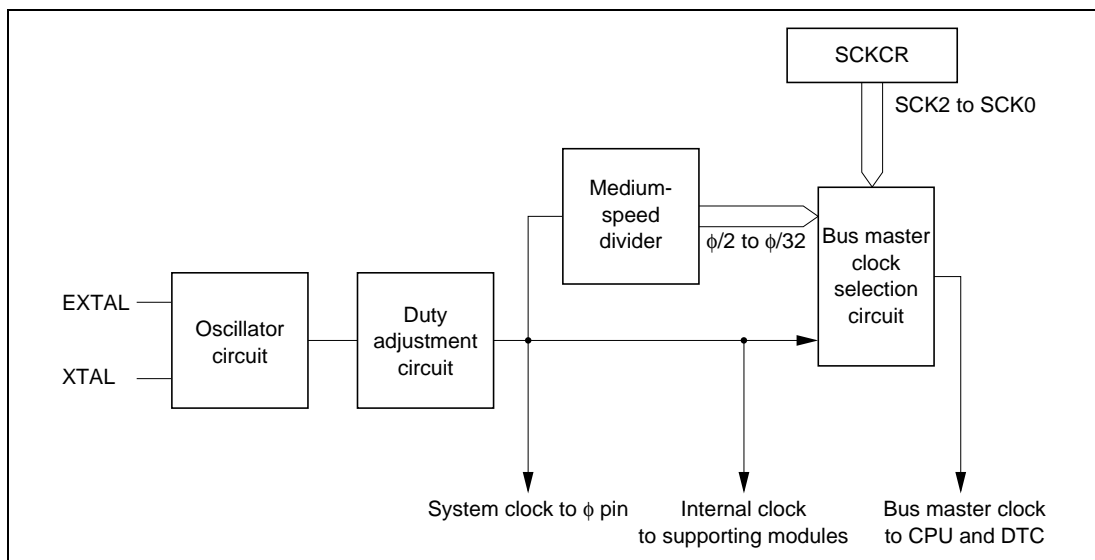 SCKCR
SCK2 to SCK0
Medium-
speed
divider
ϕ/2 to ϕ/32
Bus master
clock
selection
circuit
EXTAL
XTAL
Oscillator
circuit
Duty
adjustment
circuit
System clock to ϕ pin
Internal clock
to supporting modules
Bus master clock
to CPU and DTC